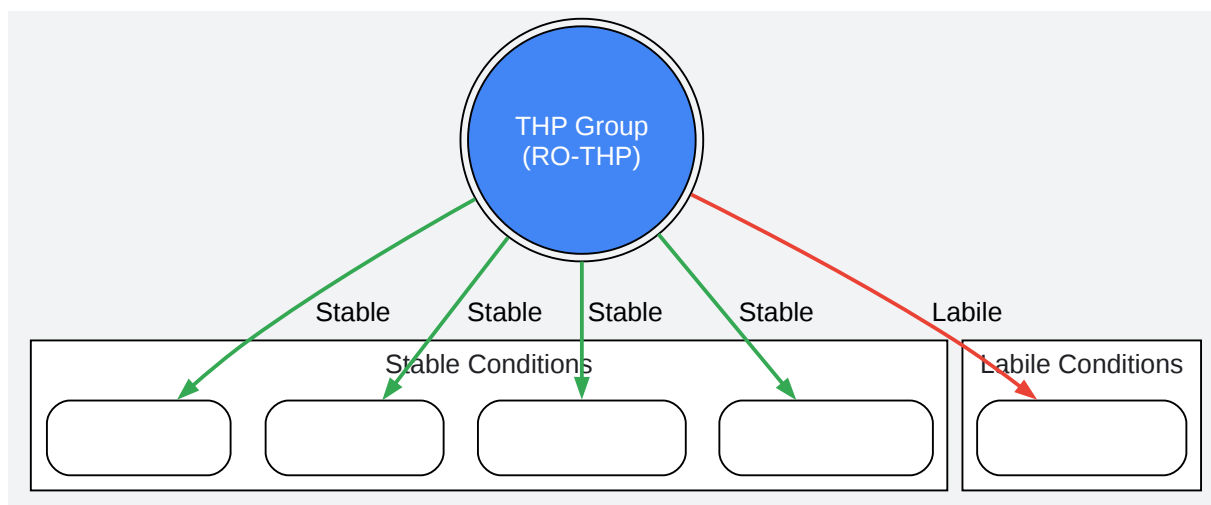 THP Group
(RO-THP)
Stable
Stable
Stable
Stable
Labile
Stable Conditions
Labile Conditions